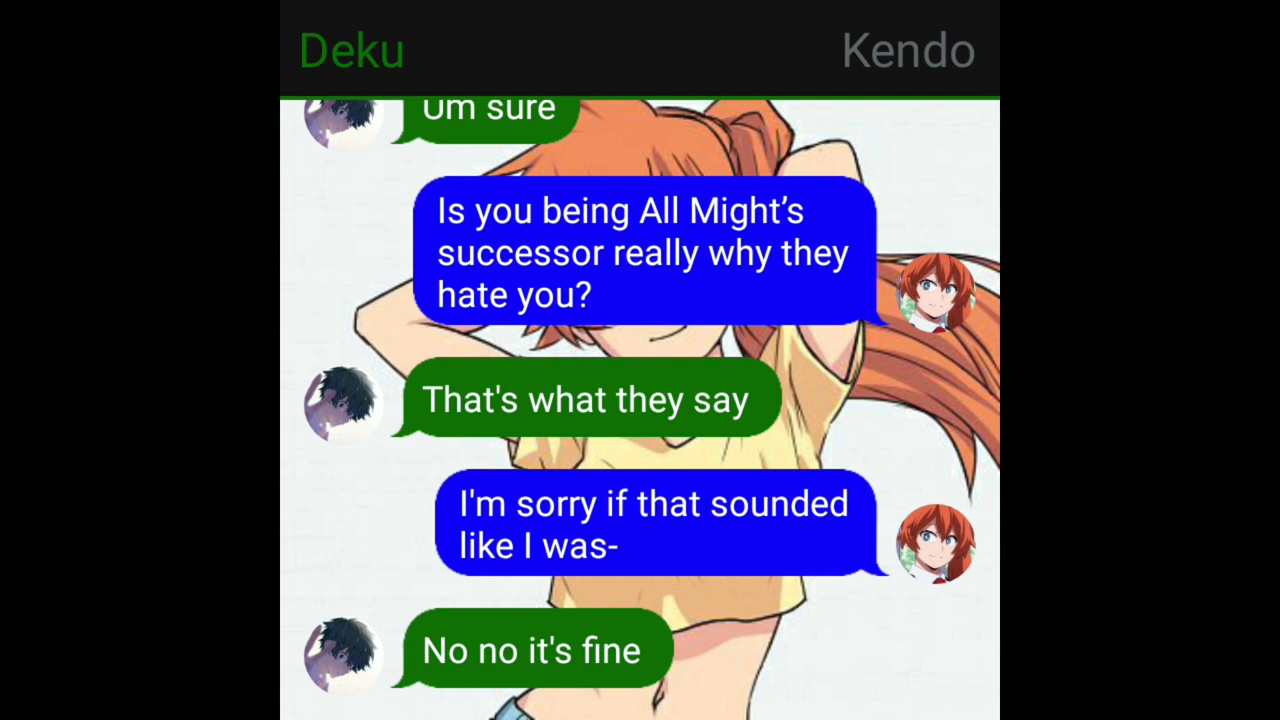 Deku
Kendo
Um sure
Is you being All Might’s
successor really why they
hate you?
That's what they say
I'm sorry if that sounded
like I was-
No no it's fine